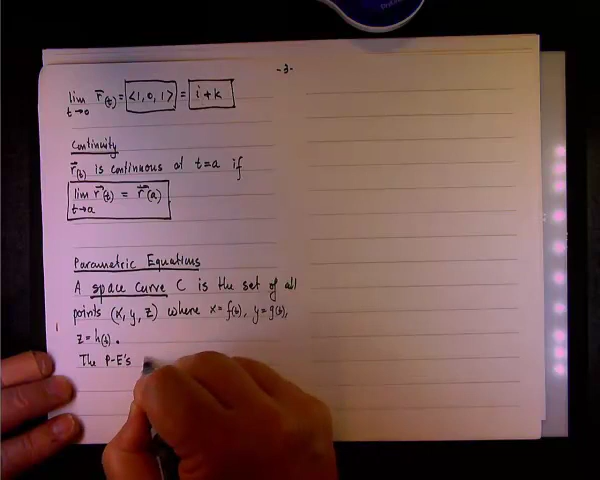 -3-
lim r⃗(t) = <1, 0, 1> = i + k
t→0
Continuity
r⃗(t) is continuous at t=a if
lim r⃗(t) = r⃗(a)
t→a
Parametric Equations
A space curve C is the set of all
points (x, y, z) where x = f(t), y = g(t),
z = h(t).
The P-E's